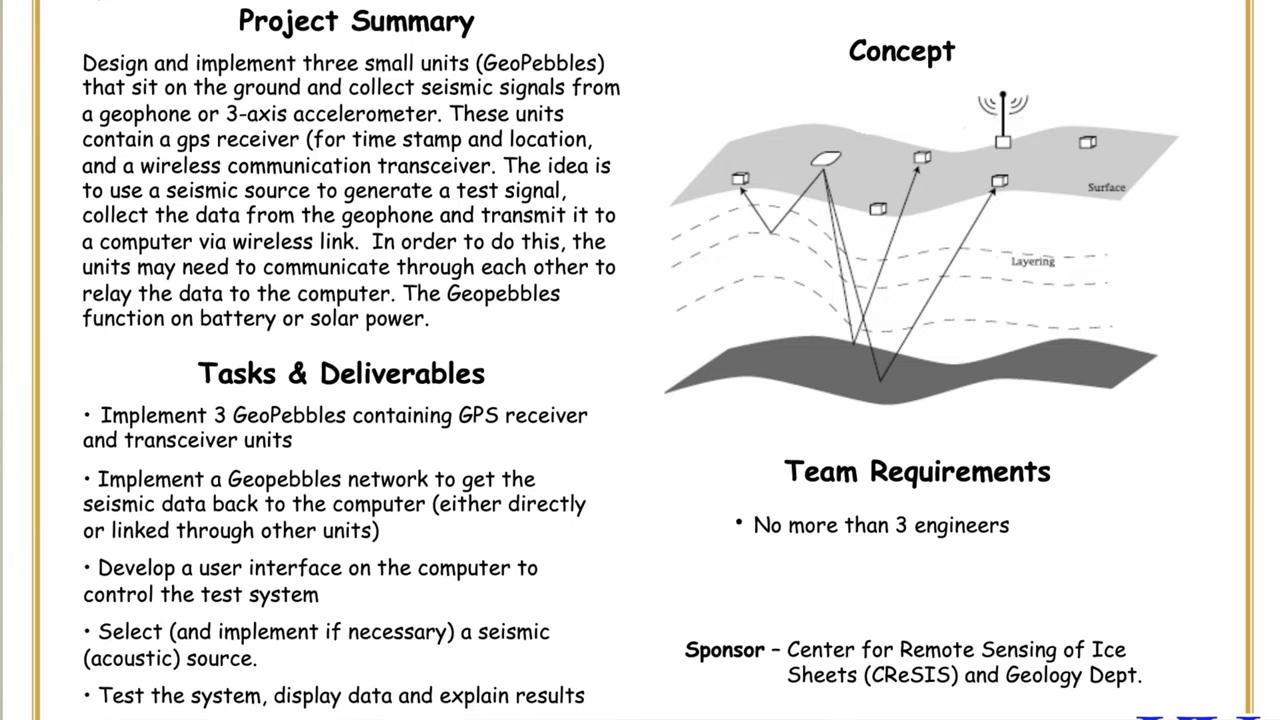 Project Summary
Design and implement three small units (GeoPebbles)
that sit on the ground and collect seismic signals from
a geophone or 3-axis accelerometer. These units
contain a gps receiver (for time stamp and location,
and a wireless communication transceiver. The idea is
to use a seismic source to generate a test signal,
collect the data from the geophone and transmit it to
a computer via wireless link. In order to do this, the
units may need to communicate through each other to
relay the data to the computer. The Geopebbles
function on battery or solar power.
Tasks & Deliverables
• Implement 3 GeoPebbles containing GPS receiver
and transceiver units
• Implement a Geopebbles network to get the
seismic data back to the computer (either directly
or linked through other units)
• Develop a user interface on the computer to
control the test system
• Select (and implement if necessary) a seismic
(acoustic) source.
• Test the system, display data and explain results
Concept
Surface
Layering
Team Requirements
• No more than 3 engineers
Sponsor – Center for Remote Sensing of Ice
Sheets (CReSIS) and Geology Dept.